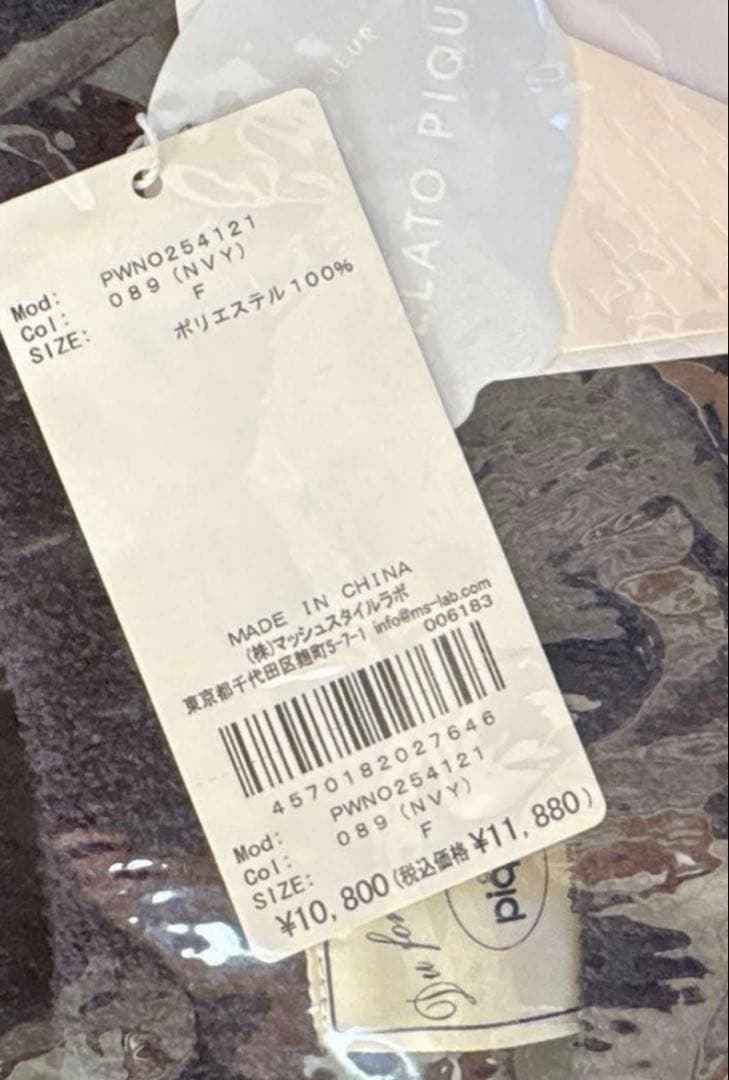 QUEUR
LATO PIQU
Mod: PWNO254121
Col: 089 (NVY)
SIZE: F
ポリエステル100%
MADE IN CHINA
(株)マッシュスタイルラボ
東京都千代田区麹町5-7-1 info@ms-lab.com
006183
4570182027646
Mod: PWNO254121
Col: 089 (NVY)
SIZE: F
¥10,800(税込価格 ¥11,880)
piq